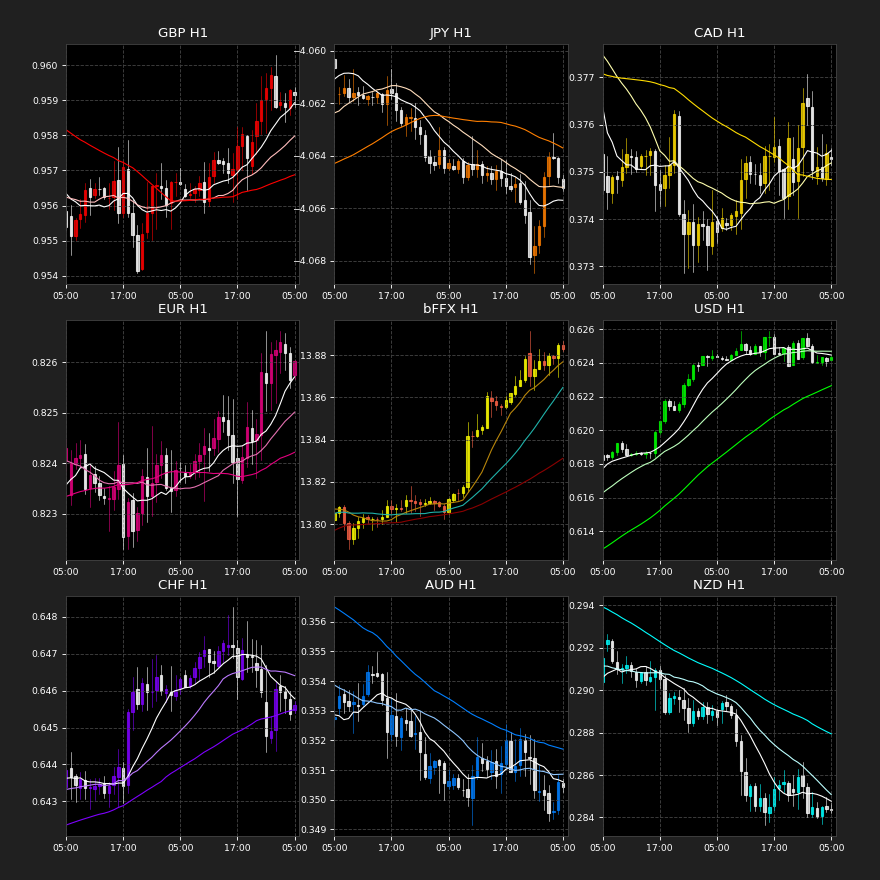 GBP H1
JPY H1
CAD H1
0.960
0.959
0.958
0.957
0.956
0.955
0.954
−4.060
−4.062
−4.064
−4.066
−4.068
0.377
0.376
0.375
0.374
0.373
05:00 17:00 05:00 17:00 05:00
05:00 17:00 05:00 17:00 05:00
05:00 17:00 05:00 17:00 05:00
EUR H1
bFFX H1
USD H1
0.826
0.825
0.824
0.823
13.88
13.86
13.84
13.82
13.80
0.626
0.624
0.622
0.620
0.618
0.616
0.614
05:00 17:00 05:00 17:00 05:00
05:00 17:00 05:00 17:00 05:00
05:00 17:00 05:00 17:00 05:00
CHF H1
AUD H1
NZD H1
0.648
0.647
0.646
0.645
0.644
0.643
0.356
0.355
0.354
0.353
0.352
0.351
0.350
0.349
0.294
0.292
0.290
0.288
0.286
0.284
05:00 17:00 05:00 17:00 05:00
05:00 17:00 05:00 17:00 05:00
05:00 17:00 05:00 17:00 05:00